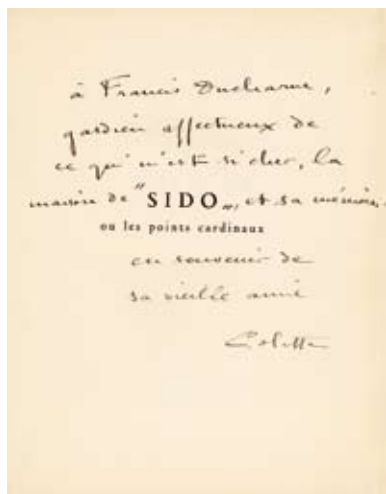 à Francis Ducharme,
gardien affectueux de
ce qui m'est si cher, la
maison de "SIDO", et sa mémoire,
ou les points cardinaux
en souvenir de
sa vieille amie
Colette